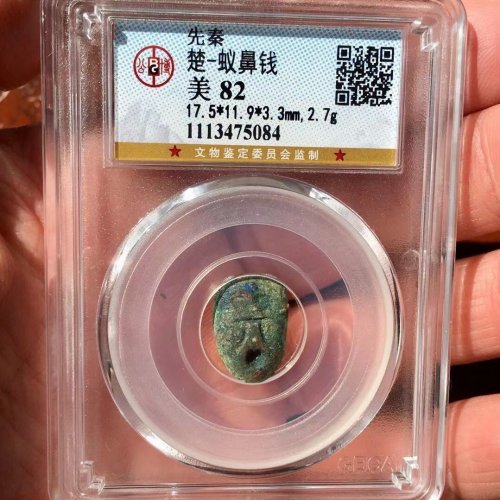 先秦
楚-蚁鼻钱
美 82
17.5*11.9*3.3mm,2.7g
1113475084
★ 文物鉴定委员会监制 ★